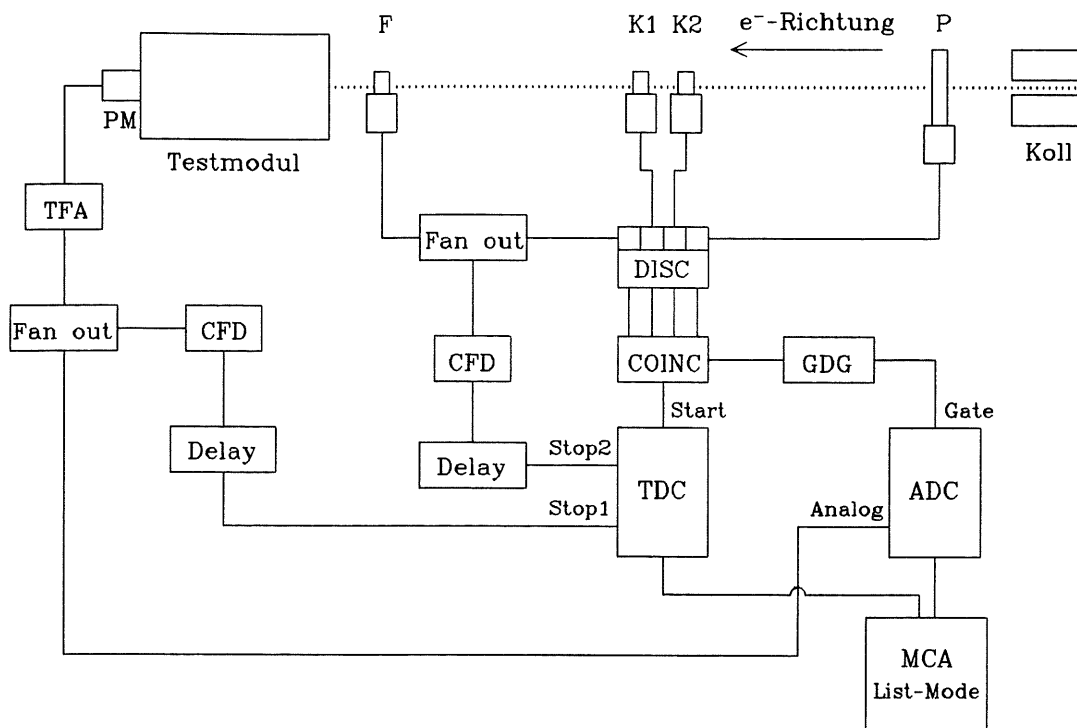 F
K1
K2
e⁻-Richtung
P
PM
Testmodul
Koll
TFA
Fan out
DISC
Fan out
CFD
CFD
COINC
GDG
Start
Gate
Delay
Stop2
Delay
TDC
ADC
Stop1
Analog
MCA
List-Mode